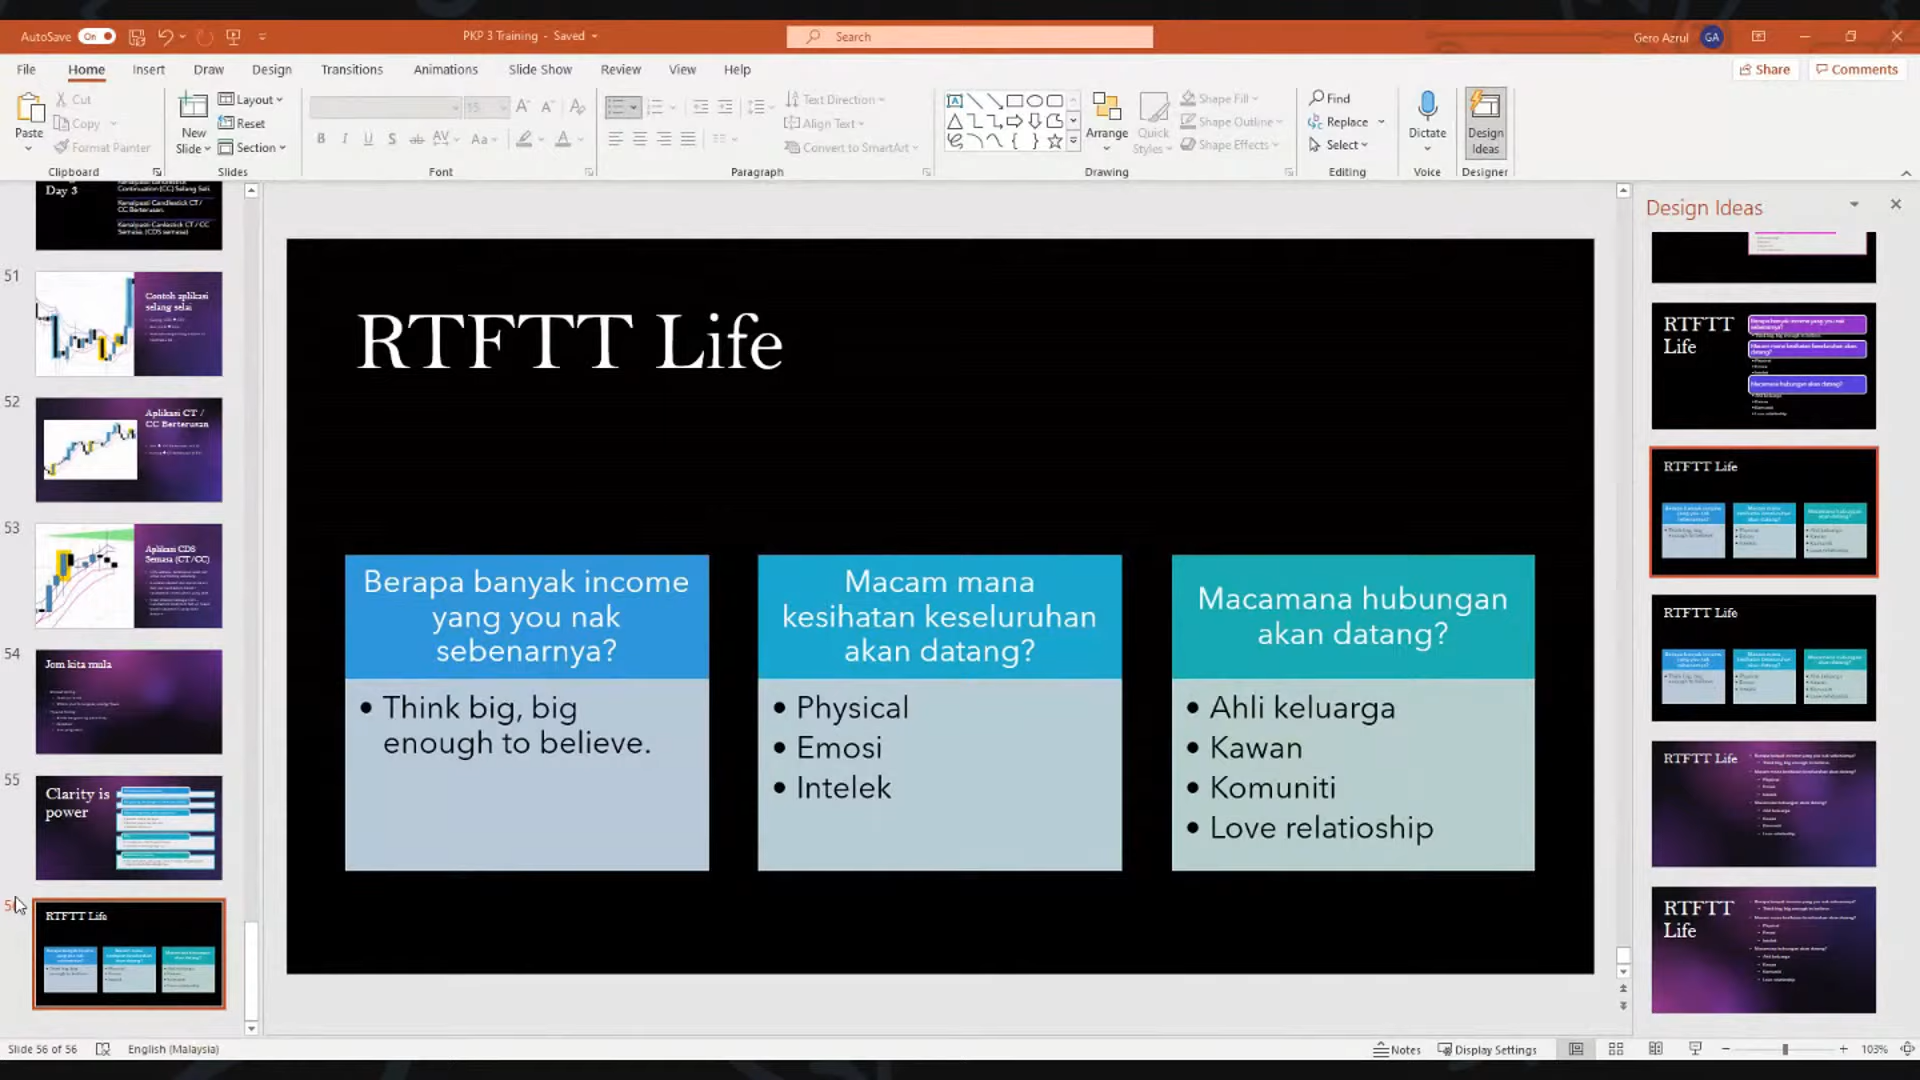 AutoSave On PKP 3 Training - Saved Search Gero Azrul GA
File Home Insert Draw Design Transitions Animations Slide Show Review View Help Share Comments
Paste Cut Copy Format Painter Clipboard
New Slide Layout Reset Section Slides
15 Font
Text Direction Align Text Convert to SmartArt Paragraph
Arrange Quick Styles Shape Fill Shape Outline Shape Effects Drawing
Find Replace Select Editing
Dictate Voice
Design Ideas Designer
Day 3
51
Contoh aplikasi
selang selai
52
Aplikasi CT /
CC Berterusan
53
Aplikasi CDS
Semasa (CT/CC)
54
Jom kita mula
55
Clarity is
power
RTFTT Life
RTFTT Life
Berapa banyak income
yang you nak
sebenarnya?
• Think big, big
enough to believe.
Macam mana
kesihatan keseluruhan
akan datang?
• Physical
• Emosi
• Intelek
Macamana hubungan
akan datang?
• Ahli keluarga
• Kawan
• Komuniti
• Love relatioship
Design Ideas
RTFTT
Life
RTFTT Life
RTFTT Life
RTFTT Life
RTFTT
Life
Slide 56 of 56 English (Malaysia) Notes Display Settings 103%